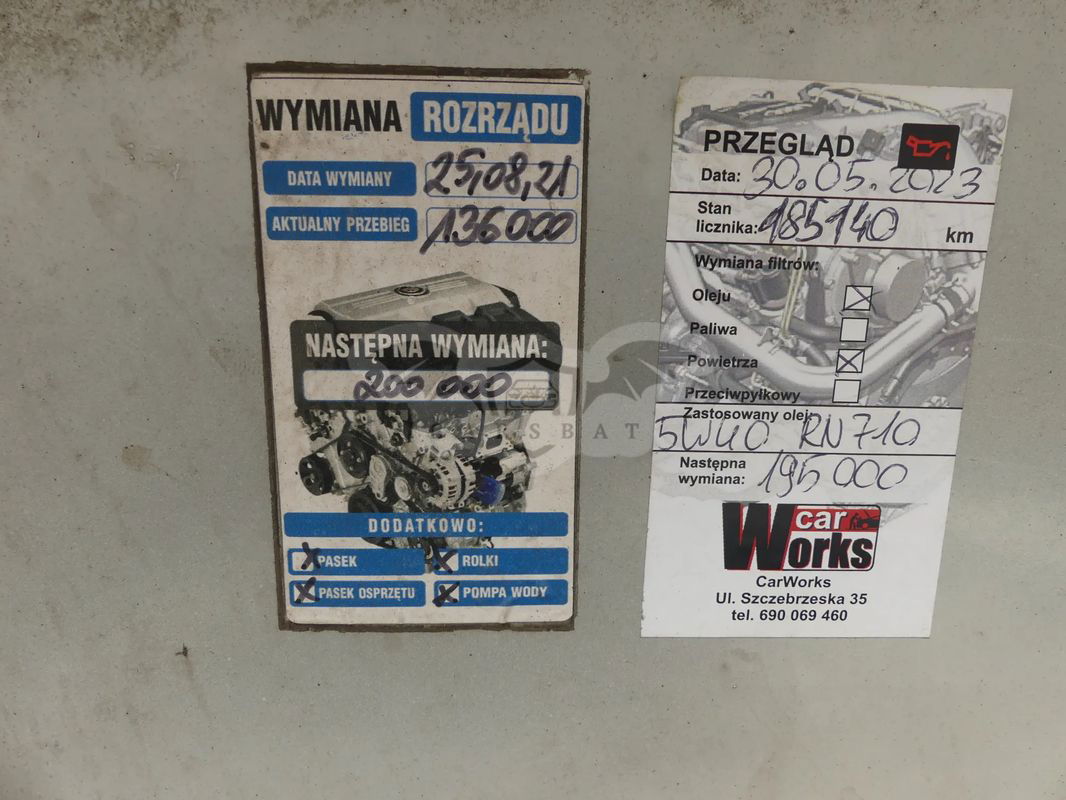 WYMIANA ROZRZĄDU
DATA WYMIANY 25,08,21
AKTUALNY PRZEBIEG 136000
NASTĘPNA WYMIANA:
200.000
DODATKOWO:
X PASEK X ROLKI
X PASEK OSPRZĘTU X POMPA WODY
PRZEGLĄD
Data: 30.05.2023
Stan
licznika: 185140 km
Wymiana filtrów:
Oleju
Paliwa
Powietrza
Przeciwpyłkowy
Zastosowany olej:
5W40 RN710
Następna
wymiana: 195000
car
Works
CarWorks
Ul. Szczebrzeska 35
tel. 690 069 460